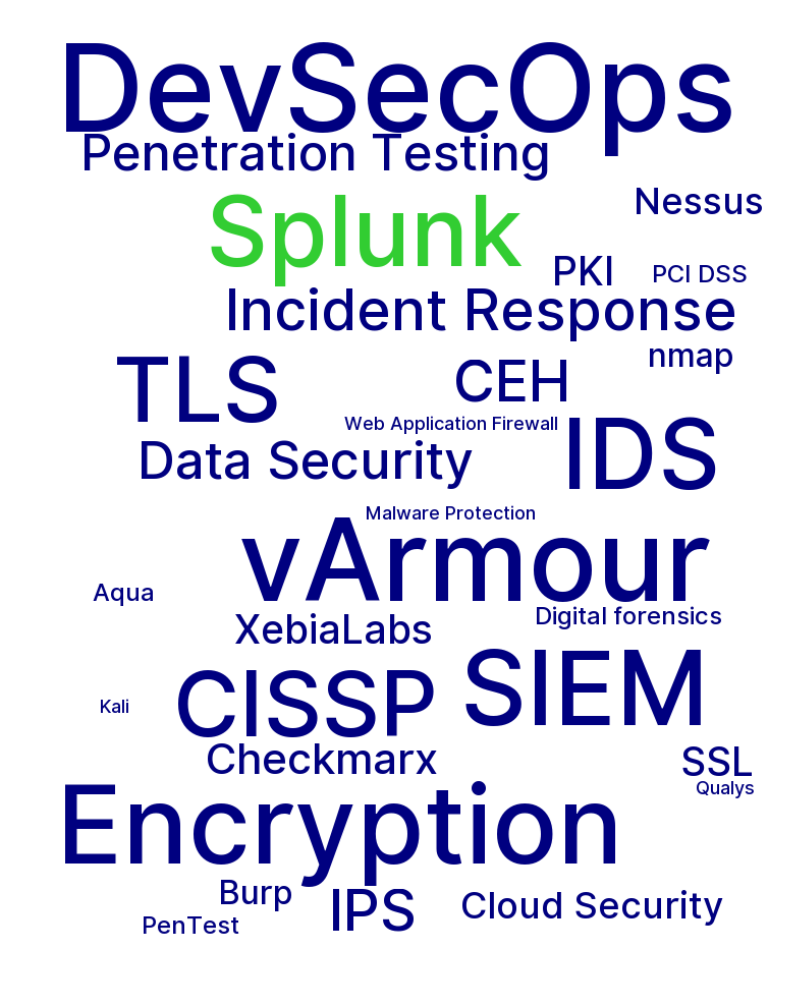 DevSecOps
Penetration Testing
Nessus
Splunk
PKI
PCI DSS
Incident Response
nmap
TLS
CEH
Web Application Firewall
IDS
Data Security
Malware Protection
vArmour
Aqua
Digital forensics
XebiaLabs
SIEM
CISSP
Kali
Checkmarx
SSL
Qualys
Encryption
Burp
IPS
Cloud Security
PenTest